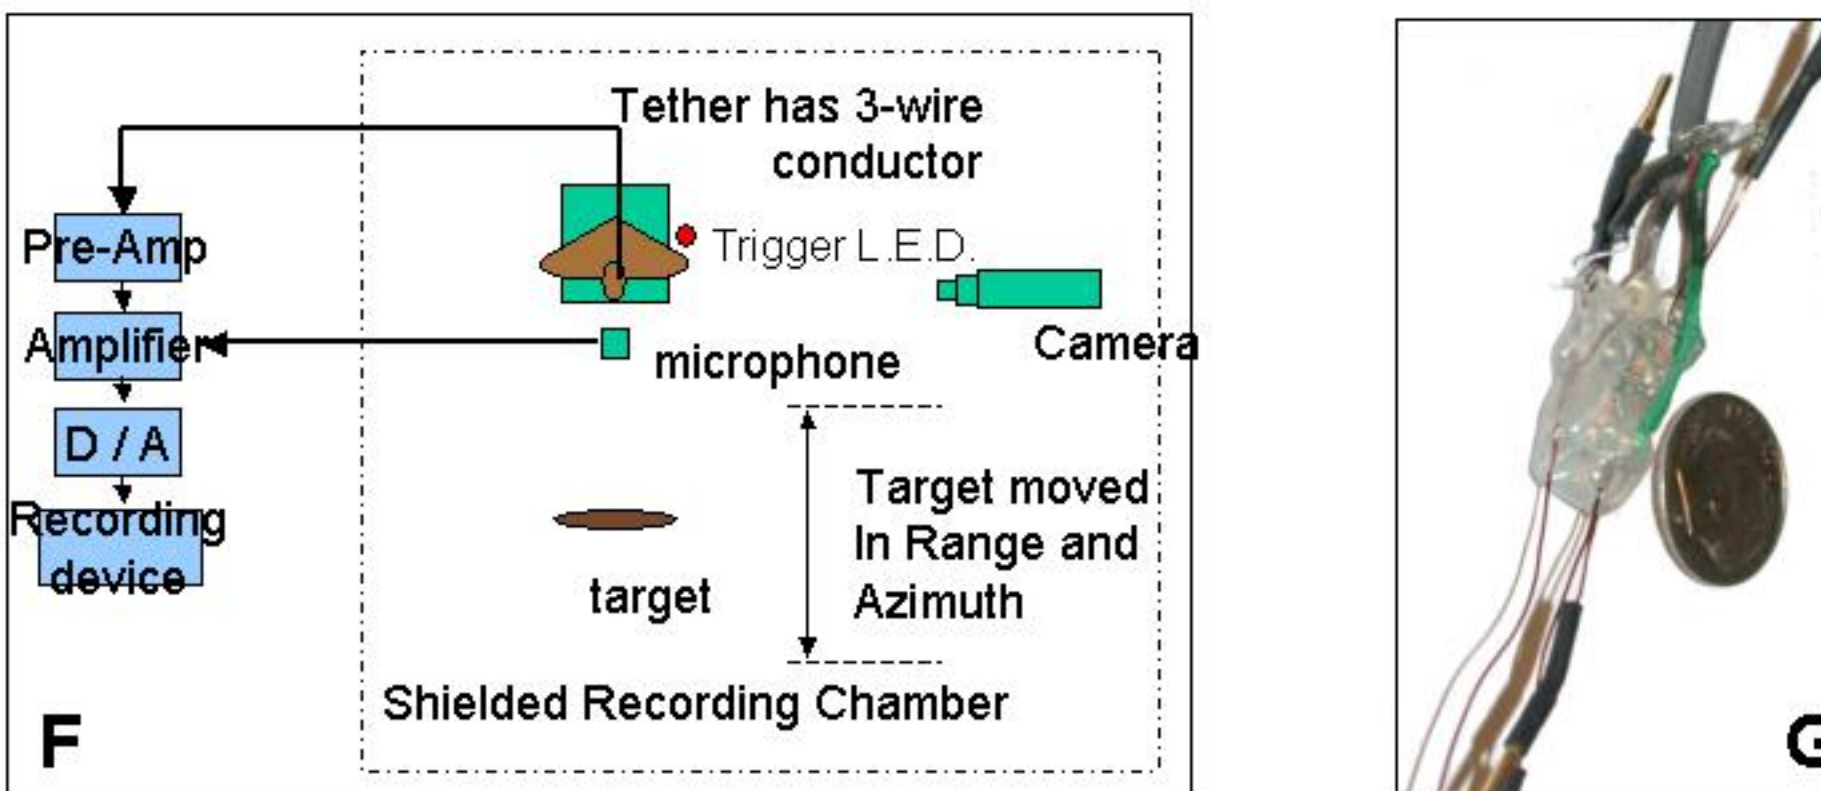 Tether has 3-wire
conductor
Pre-Amp
Trigger L.E.D.
Amplifier
microphone
Camera
D / A
Recording
device
Target moved
In Range and
Azimuth
target
Shielded Recording Chamber
F
G